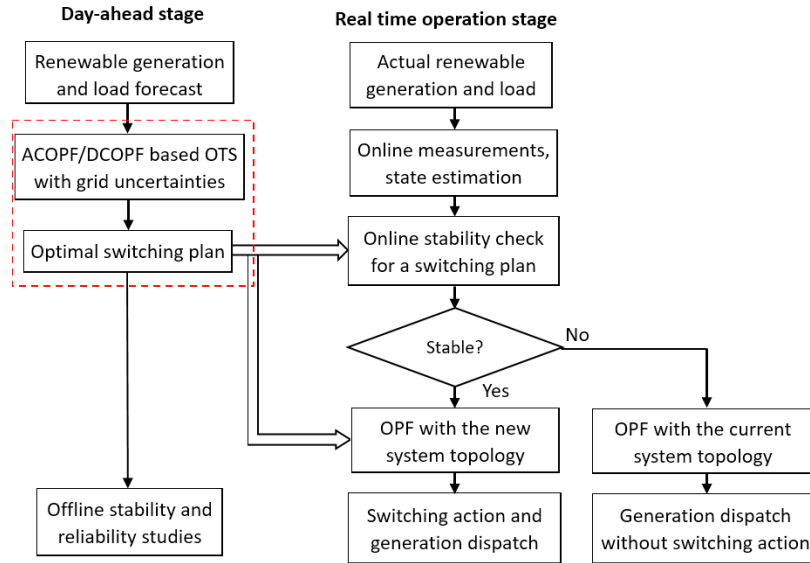 Day-ahead stage
Renewable generation
and load forecast
ACOPF/DCOPF based OTS
with grid uncertainties
Optimal switching plan
Offline stability and
reliability studies
Real time operation stage
Actual renewable
generation and load
Online measurements,
state estimation
Online stability check
for a switching plan
Stable?
No
Yes
OPF with the new
system topology
OPF with the current
system topology
Switching action and
generation dispatch
Generation dispatch
without switching action